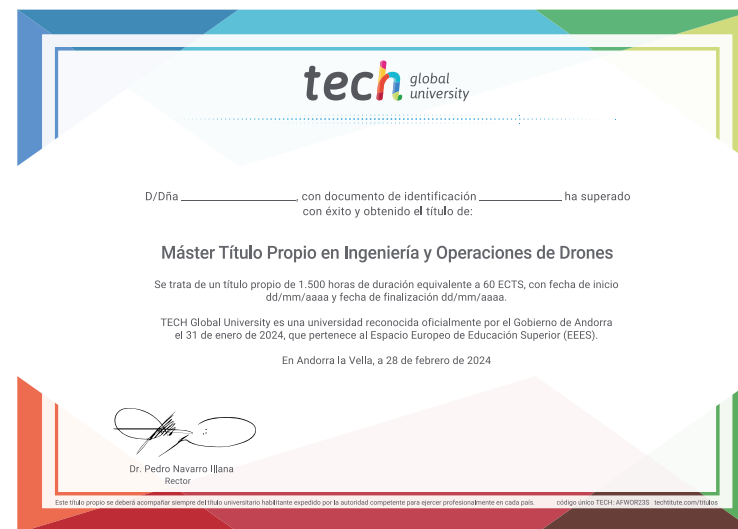 tech global university
D/Dña ____________, con documento de identificación ____________ ha superado
con éxito y obtenido el título de:
Máster Título Propio en Ingeniería y Operaciones de Drones
Se trata de un título propio de 1.500 horas de duración equivalente a 60 ECTS, con fecha de inicio
dd/mm/aaaa y fecha de finalización dd/mm/aaaa.
TECH Global University es una universidad reconocida oficialmente por el Gobierno de Andorra
el 31 de enero de 2024, que pertenece al Espacio Europeo de Educación Superior (EEES).
En Andorra la Vella, a 28 de febrero de 2024
Dr. Pedro Navarro Illana
Rector
Este título propio se deberá acompañar siempre del título universitario habilitante expedido por la autoridad competente para ejercer profesionalmente en cada país. código único TECH: AFWOR23S techtitute.com/titulos